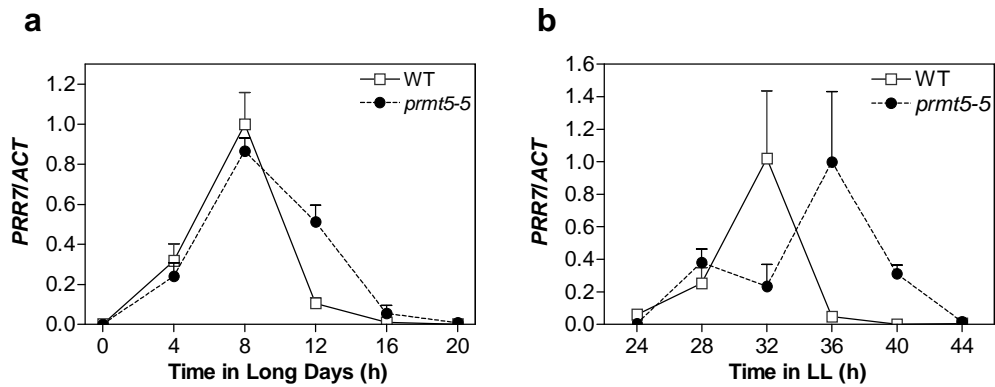 a
PRR7/ACT
1.2
1.0
0.8
0.6
0.4
0.2
0.0
WT
prmt5-5
0 4 8 12 16 20
Time in Long Days (h)
b
PRR7/ACT
1.6
1.4
1.2
1.0
0.8
0.6
0.4
0.2
0.0
WT
prmt5-5
24 28 32 36 40 44
Time in LL (h)